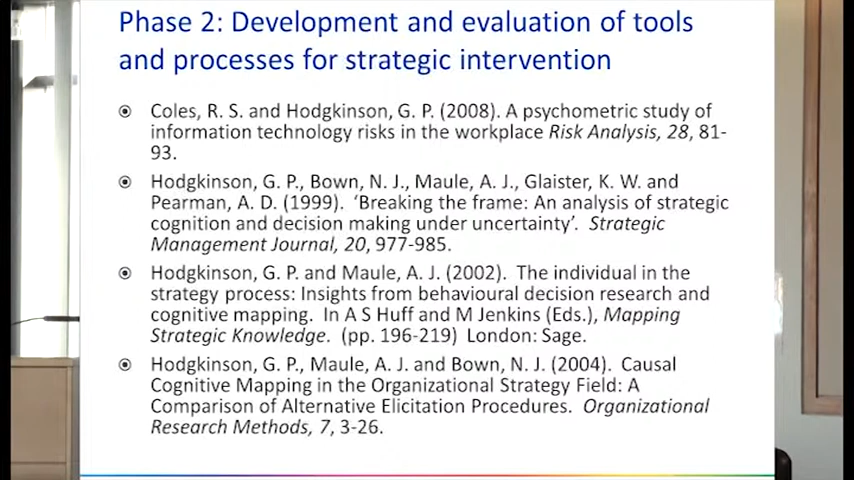 Phase 2: Development and evaluation of tools
and processes for strategic intervention
Coles, R. S. and Hodgkinson, G. P. (2008). A psychometric study of
information technology risks in the workplace Risk Analysis, 28, 81-
93.
Hodgkinson, G. P., Bown, N. J., Maule, A. J., Glaister, K. W. and
Pearman, A. D. (1999). ‘Breaking the frame: An analysis of strategic
cognition and decision making under uncertainty’. Strategic
Management Journal, 20, 977-985.
Hodgkinson, G. P. and Maule, A. J. (2002). The individual in the
strategy process: Insights from behavioural decision research and
cognitive mapping. In A S Huff and M Jenkins (Eds.), Mapping
Strategic Knowledge. (pp. 196-219) London: Sage.
Hodgkinson, G. P., Maule, A. J. and Bown, N. J. (2004). Causal
Cognitive Mapping in the Organizational Strategy Field: A
Comparison of Alternative Elicitation Procedures. Organizational
Research Methods, 7, 3-26.